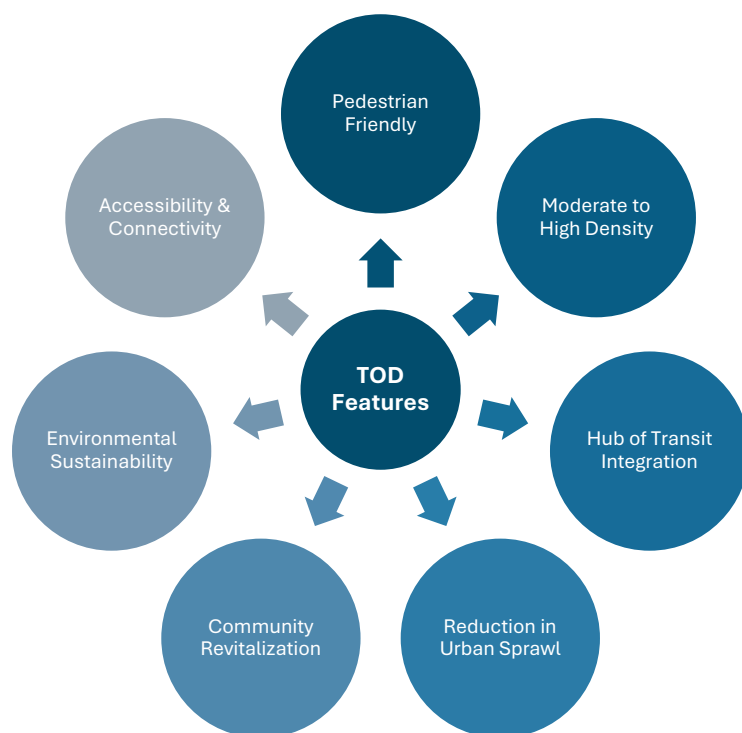 Pedestrian
Friendly
Accessibility &
Connectivity
Moderate to
High Density
TOD
Features
Environmental
Sustainability
Hub of Transit
Integration
Community
Revitalization
Reduction in
Urban Sprawl